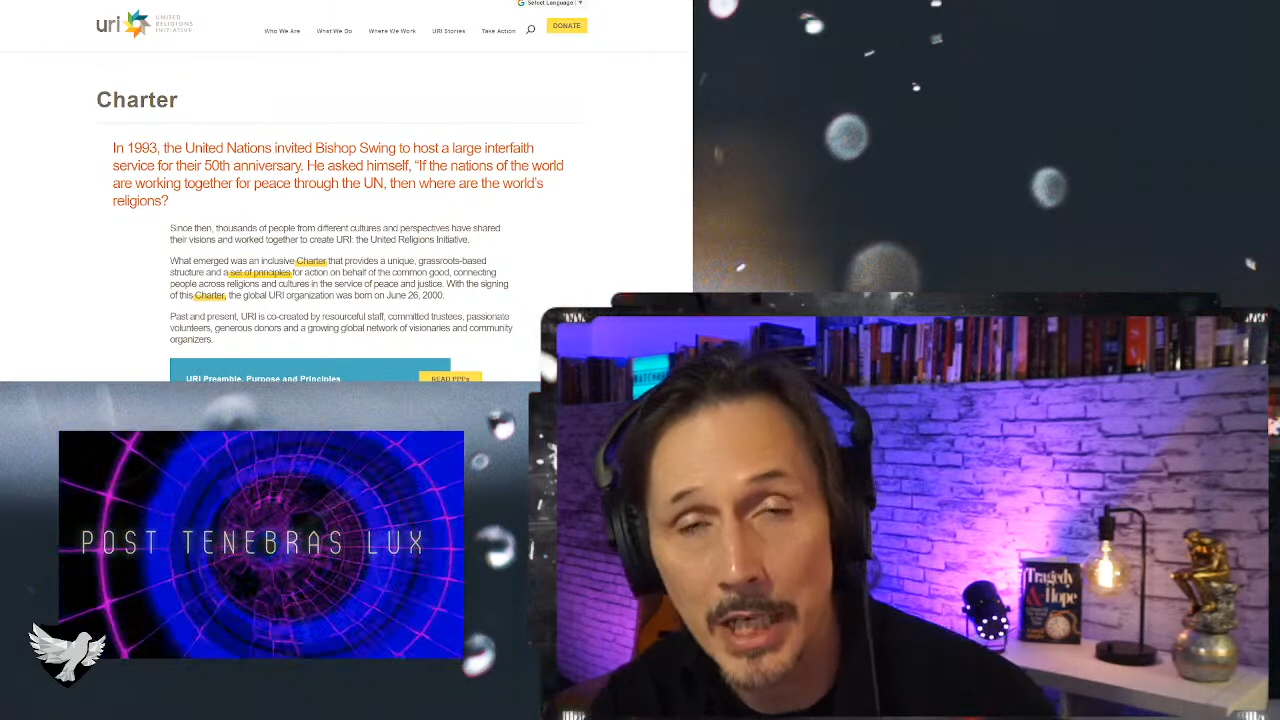 Select Language ▼
uri UNITED
RELIGIONS
INITIATIVE
Who We Are What We Do Where We Work URI Stories Take Action DONATE
Charter
In 1993, the United Nations invited Bishop Swing to host a large interfaith
service for their 50th anniversary. He asked himself, “If the nations of the world
are working together for peace through the UN, then where are the world’s
religions?
Since then, thousands of people from different cultures and perspectives have shared
their visions and worked together to create URI: the United Religions Initiative.
What emerged was an inclusive Charter that provides a unique, grassroots-based
structure and a set of principles for action on behalf of the common good, connecting
people across religions and cultures in the service of peace and justice. With the signing
of this Charter, the global URI organization was born on June 26, 2000.
Past and present, URI is co-created by resourceful staff, committed trustees, passionate
volunteers, generous donors and a growing global network of visionaries and community
organizers.
URI Preamble, Purpose and Principles READ PPPs
POST TENEBRAS LUX
Tragedy
&
Hope